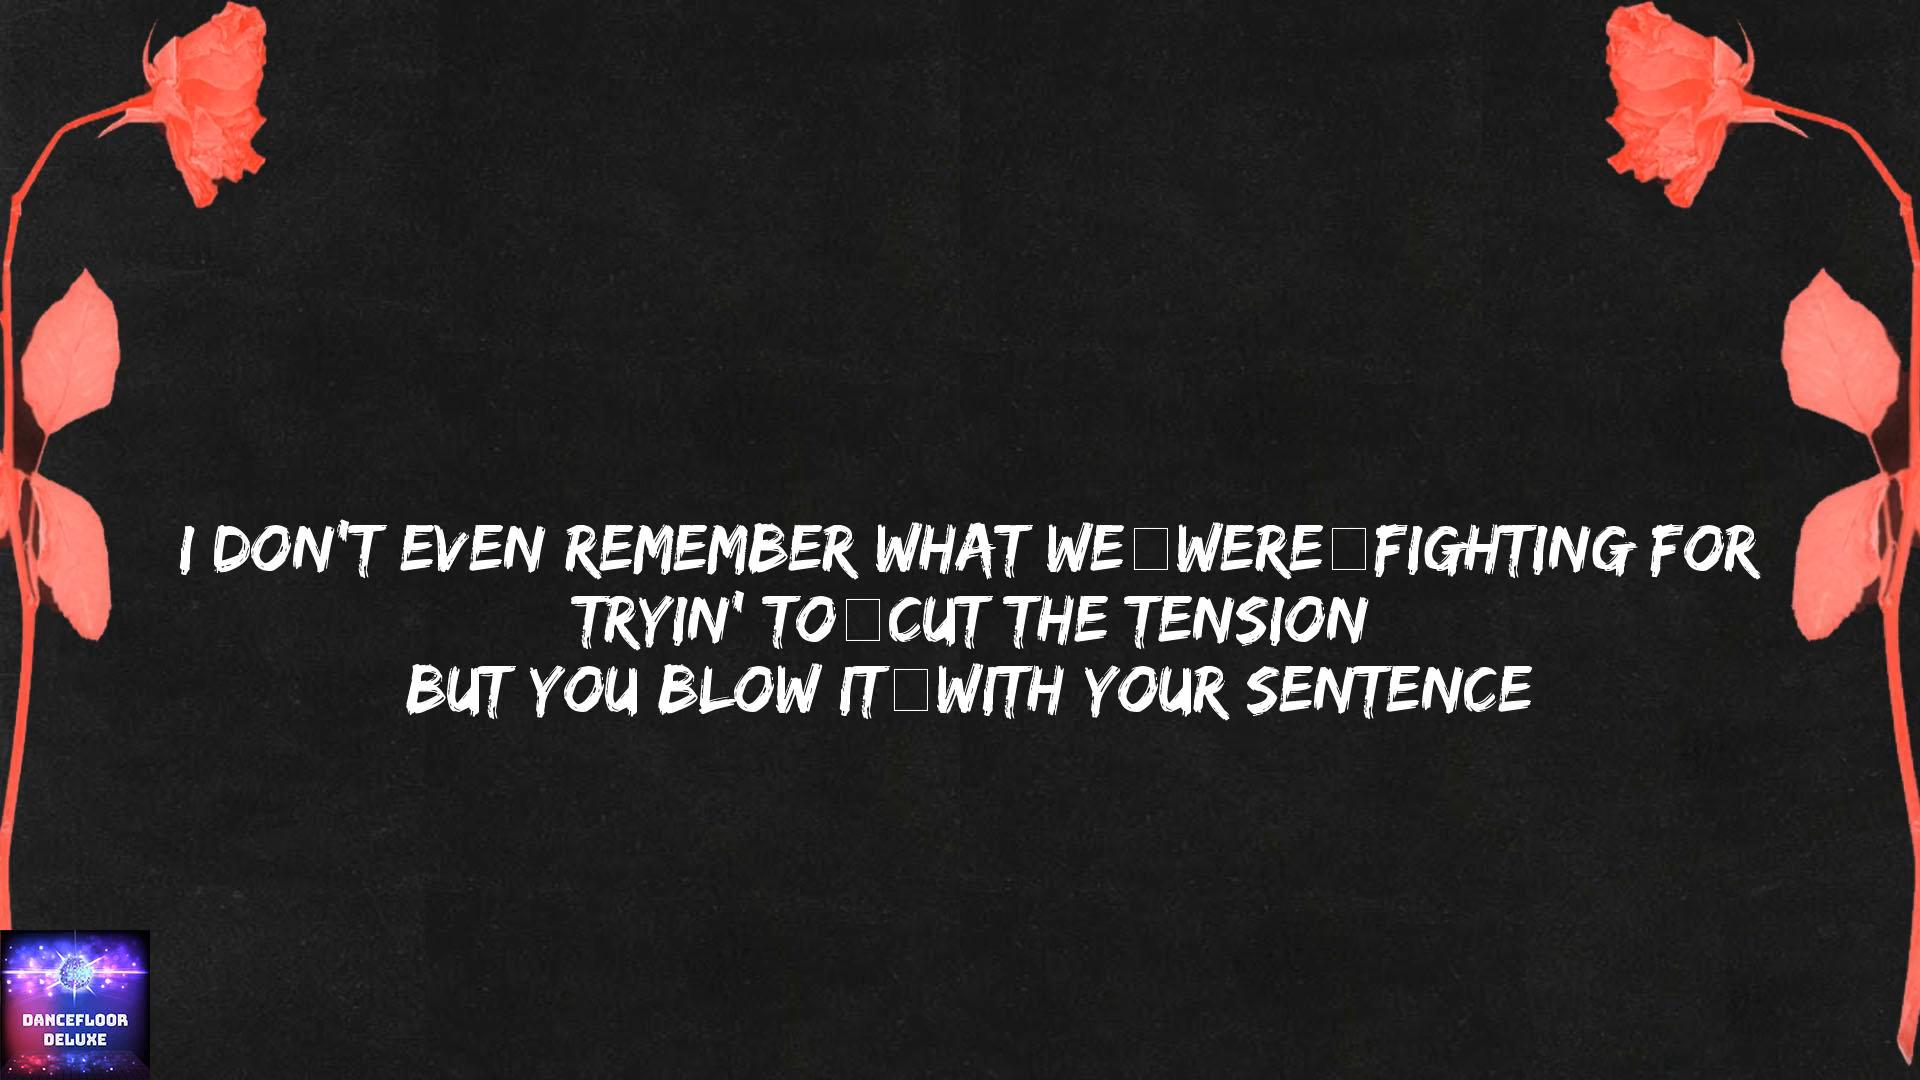 I DON'T EVEN REMEMBER WHAT WE□WERE□FIGHTING FOR
TRYIN' TO□CUT THE TENSION
BUT YOU BLOW IT□WITH YOUR SENTENCE
DANCEFLOOR
DELUXE